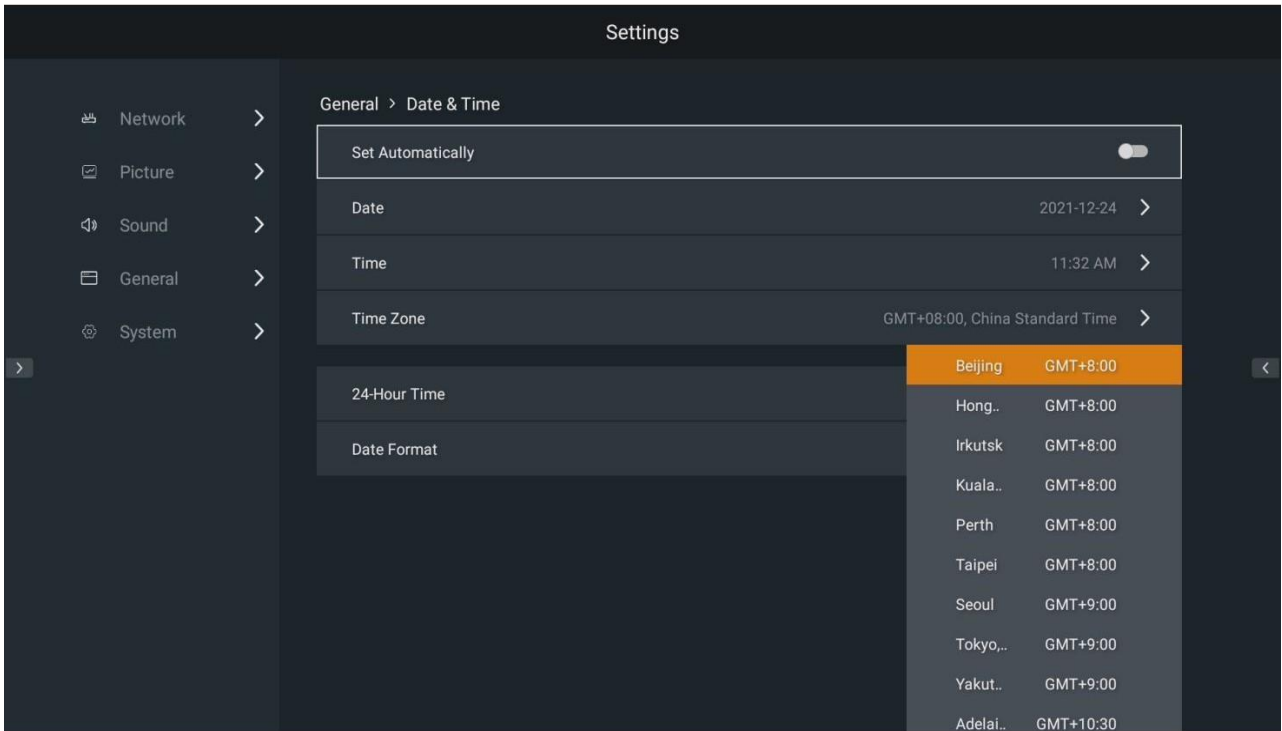 Settings
Network
Picture
Sound
General
System
General > Date & Time
Set Automatically
Date 2021-12-24
Time 11:32 AM
Time Zone GMT+08:00, China Standard Time
24-Hour Time
Date Format
Beijing GMT+8:00
Hong.. GMT+8:00
Irkutsk GMT+8:00
Kuala.. GMT+8:00
Perth GMT+8:00
Taipei GMT+8:00
Seoul GMT+9:00
Tokyo,.. GMT+9:00
Yakut.. GMT+9:00
Adelai.. GMT+10:30